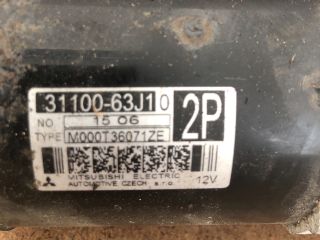 31100-63J10
2P
NO. 15 06
TYPE M000T36071ZE
MITSUBISHI ELECTRIC
AUTOMOTIVE CZECH s.r.o. 12V